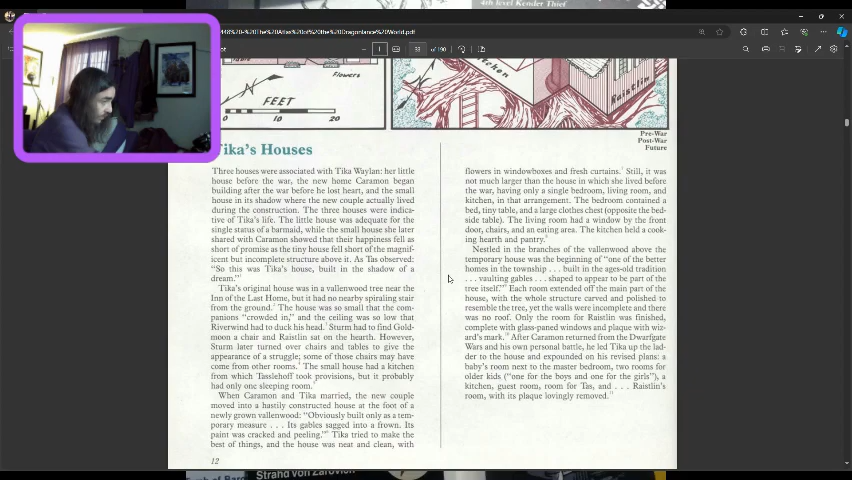 4th level Kender Thief
448%20-%20The%20Atlas%20of%20the%20Dragonlance%20World.pdf
1
33
of 190
Table
Flowers
N
FEET
0
10
20
Kitchen
Raistlin
Pre-War
Post-War
Future
Tika's Houses
Three houses were associated with Tika Waylan: her little
house before the war, the new home Caramon began
building after the war before he lost heart, and the small
house in its shadow where the new couple actually lived
during the construction. The three houses were indica-
tive of Tika's life. The little house was adequate for the
single status of a barmaid, while the small house she later
shared with Caramon showed that their happiness fell as
short of promise as the tiny house fell short of the magnif-
icent but incomplete structure above it. As Tas observed:
"So this was Tika's house, built in the shadow of a
dream."
Tika's original house was in a vallenwood tree near the
Inn of the Last Home, but it had no nearby spiraling stair
from the ground. The house was so small that the com-
panions "crowded in," and the ceiling was so low that
Riverwind had to duck his head. Sturm had to find Gold-
moon a chair and Raistlin sat on the hearth. However,
Sturm later turned over chairs and tables to give the
appearance of a struggle; some of those chairs may have
come from other rooms. The small house had a kitchen
from which Tasslehoff took provisions, but it probably
had only one sleeping room.
When Caramon and Tika married, the new couple
moved into a hastily constructed house at the foot of a
newly grown vallenwood: "Obviously built only as a tem-
porary measure . . . Its gables sagged into a frown. Its
paint was cracked and peeling." Tika tried to make the
best of things, and the house was neat and clean, with
12
flowers in windowboxes and fresh curtains. Still, it was
not much larger than the house in which she lived before
the war, having only a single bedroom, living room, and
kitchen, in that arrangement. The bedroom contained a
bed, tiny table, and a large clothes chest (opposite the bed-
side table). The living room had a window by the front
door, chairs, and an eating area. The kitchen held a cook-
ing hearth and pantry.
Nestled in the branches of the vallenwood above the
temporary house was the beginning of "one of the better
homes in the township . . . built in the ages-old tradition
. . . vaulting gables . . . shaped to appear to be part of the
tree itself." Each room extended off the main part of the
house, with the whole structure carved and polished to
resemble the tree, yet the walls were incomplete and there
was no roof. Only the room for Raistlin was finished,
complete with glass-paned windows and plaque with wiz-
ard's mark. After Caramon returned from the Dwarfgate
Wars and his own personal battle, he led Tika up the lad-
der to the house and expounded on his revised plans: a
baby's room next to the master bedroom, two rooms for
older kids ("one for the boys and one for the girls"), a
kitchen, guest room, room for Tas, and . . . Raistlin's
room, with its plaque lovingly removed.
Strahd von Zarovich